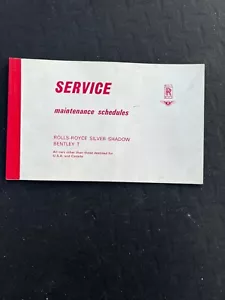 SERVICE
maintenance schedules
ROLLS-ROYCE SILVER SHADOW
BENTLEY T
All cars other than those destined for
U.S.A. and Canada